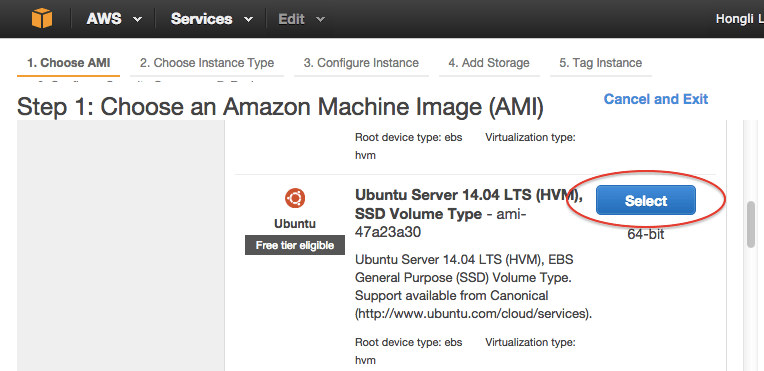 AWS Services Edit Hongli L
1. Choose AMI 2. Choose Instance Type 3. Configure Instance 4. Add Storage 5. Tag Instance
Step 1: Choose an Amazon Machine Image (AMI) Cancel and Exit
Root device type: ebs Virtualization type:
hvm
Ubuntu
Free tier eligible
Ubuntu Server 14.04 LTS (HVM),
SSD Volume Type - ami-
47a23a30
Select
64-bit
Ubuntu Server 14.04 LTS (HVM), EBS
General Purpose (SSD) Volume Type.
Support available from Canonical
(http://www.ubuntu.com/cloud/services).
Root device type: ebs Virtualization type:
hvm